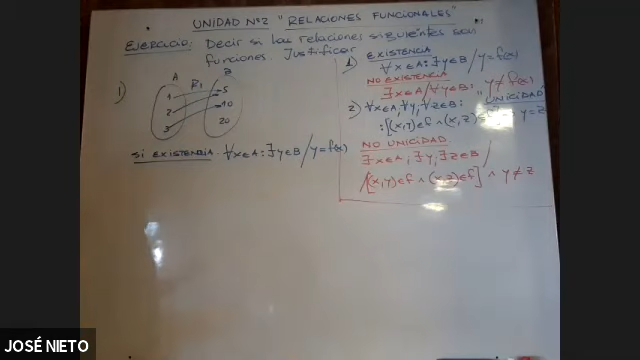 UNIDAD Nº2 "RELACIONES FUNCIONALES"
EJERCICIO: Decir si las relaciones siguientes son
funciones. Justificar
1)
A R₁ B
1
2
3
5
10
20
SI EXISTENCIA. ∀x∈A: ∃y∈B / y=f(x)
1) EXISTENCIA
∀x∈A: ∃y∈B / y=f(x)
NO EXISTENCIA
∃x∈A / ∀y∈B: y≠f(x)
"UNICIDAD"
2) ∀x∈A, ∀y, ∀z∈B:
:[(x,y)∈f ∧ (x,z)∈f] y=z
NO UNICIDAD
∃x∈A, ∃y, ∃z∈B /
/[(x,y)∈f ∧ (x,z)∈f] ∧ y≠z
JOSÉ NIETO